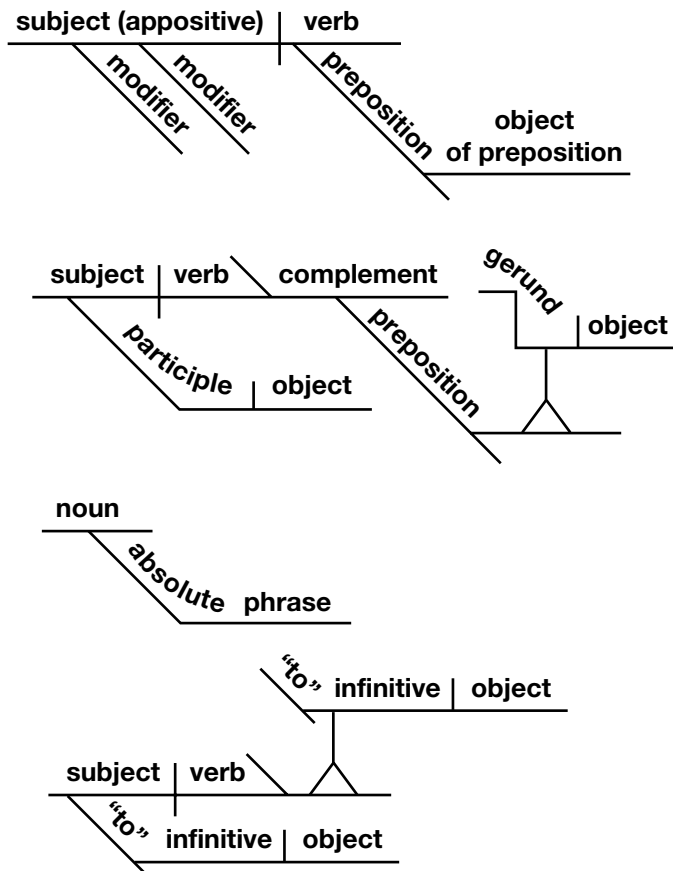 subject (appositive) verb
modifier modifier preposition
object
of preposition
subject verb complement
gerund
object
participle object
preposition
noun
absolute phrase
“to” infinitive object
subject verb
“to” infinitive object